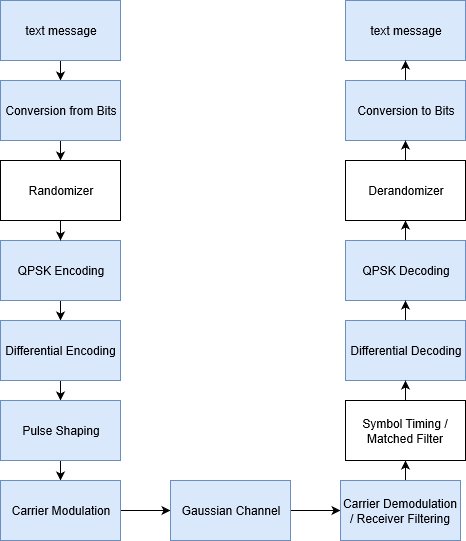 text message
Conversion from Bits
Randomizer
QPSK Encoding
Differential Encoding
Pulse Shaping
Carrier Modulation
Gaussian Channel
Carrier Demodulation
/ Receiver Filtering
Symbol Timing /
Matched Filter
Differential Decoding
QPSK Decoding
Derandomizer
Conversion to Bits
text message